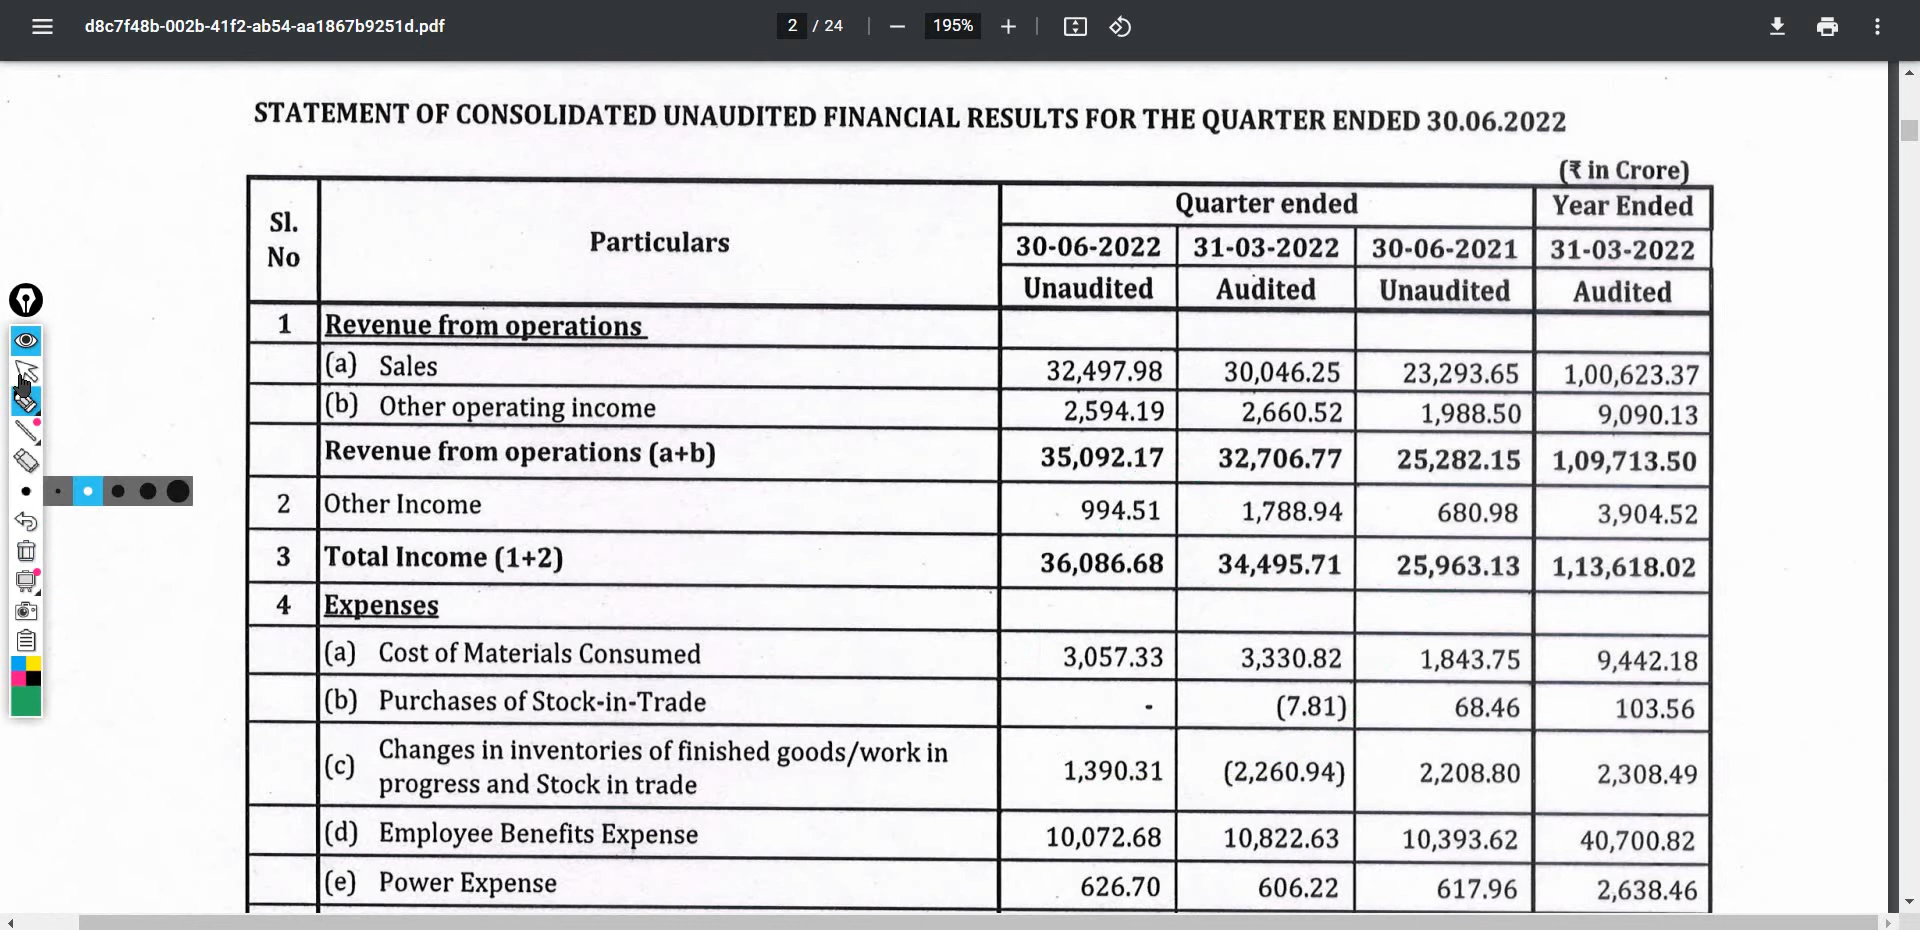 d8c7f48b-002b-41f2-ab54-aa1867b9251d.pdf 2 / 24 — 195% +
STATEMENT OF CONSOLIDATED UNAUDITED FINANCIAL RESULTS FOR THE QUARTER ENDED 30.06.2022
(₹ in Crore)
Sl. No Particulars Quarter ended Year Ended
30-06-2022 31-03-2022 30-06-2021 31-03-2022
Unaudited Audited Unaudited Audited
1 Revenue from operations
(a) Sales 32,497.98 30,046.25 23,293.65 1,00,623.37
(b) Other operating income 2,594.19 2,660.52 1,988.50 9,090.13
Revenue from operations (a+b) 35,092.17 32,706.77 25,282.15 1,09,713.50
2 Other Income 994.51 1,788.94 680.98 3,904.52
3 Total Income (1+2) 36,086.68 34,495.71 25,963.13 1,13,618.02
4 Expenses
(a) Cost of Materials Consumed 3,057.33 3,330.82 1,843.75 9,442.18
(b) Purchases of Stock-in-Trade - (7.81) 68.46 103.56
(c) Changes in inventories of finished goods/work in
progress and Stock in trade 1,390.31 (2,260.94) 2,208.80 2,308.49
(d) Employee Benefits Expense 10,072.68 10,822.63 10,393.62 40,700.82
(e) Power Expense 626.70 606.22 617.96 2,638.46